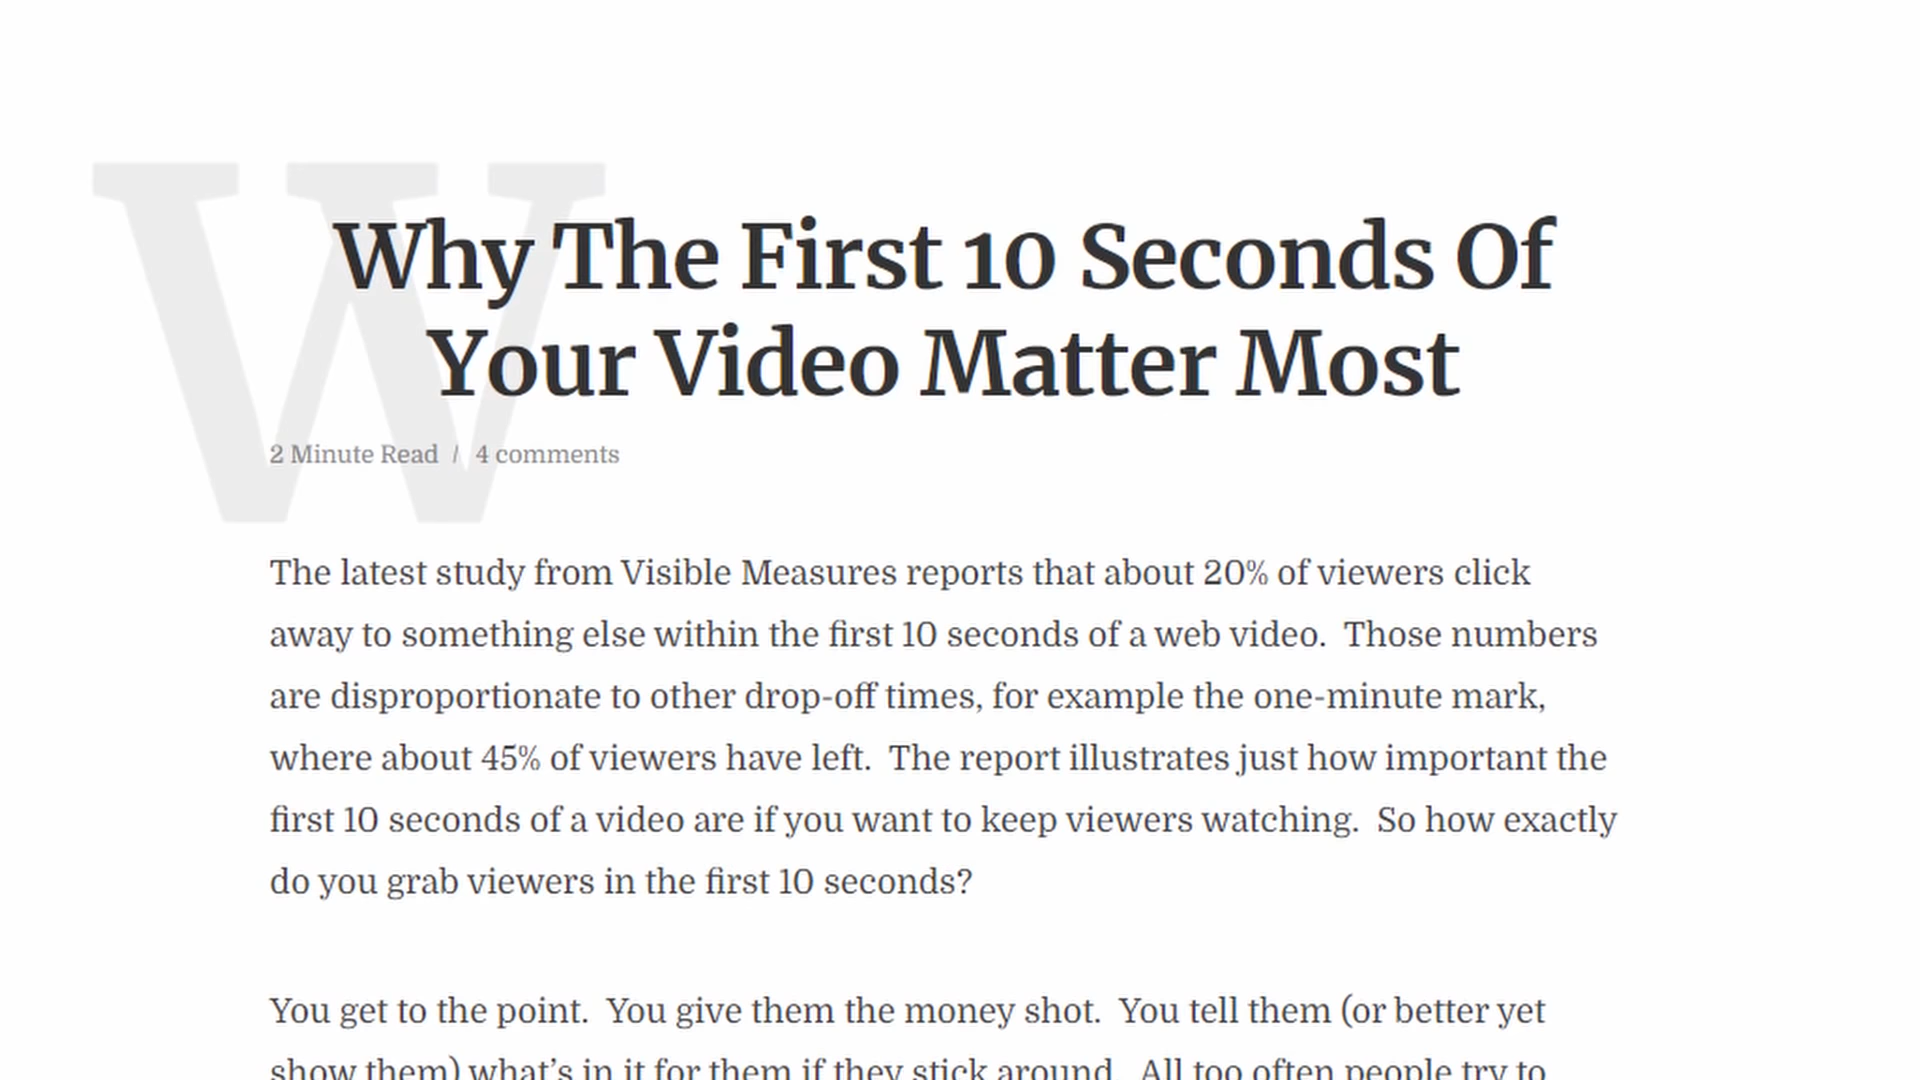 W
Why The First 10 Seconds Of
Your Video Matter Most
2 Minute Read / 4 comments
The latest study from Visible Measures reports that about 20% of viewers click
away to something else within the first 10 seconds of a web video.  Those numbers
are disproportionate to other drop-off times, for example the one-minute mark,
where about 45% of viewers have left.  The report illustrates just how important the
first 10 seconds of a video are if you want to keep viewers watching.  So how exactly
do you grab viewers in the first 10 seconds?
You get to the point.  You give them the money shot.  You tell them (or better yet
show them) what’s in it for them if they stick around.  All too often people try to